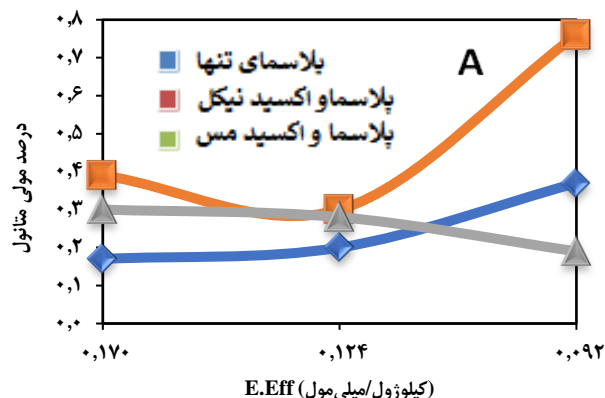 ۰,۸
۰,۷
۰,۶
۰,۵
۰,۴
۰,۳
۰,۲
۰,۱
۰,۰
درصد مولی متانول
پلاسمای تنها
پلاسماو اکسید نیکل
پلاسما و اکسید مس
A
۰,۱۷۰ ۰,۱۲۴ ۰,۰۹۲
E.Eff (کیلوژول/میلی‌مول)